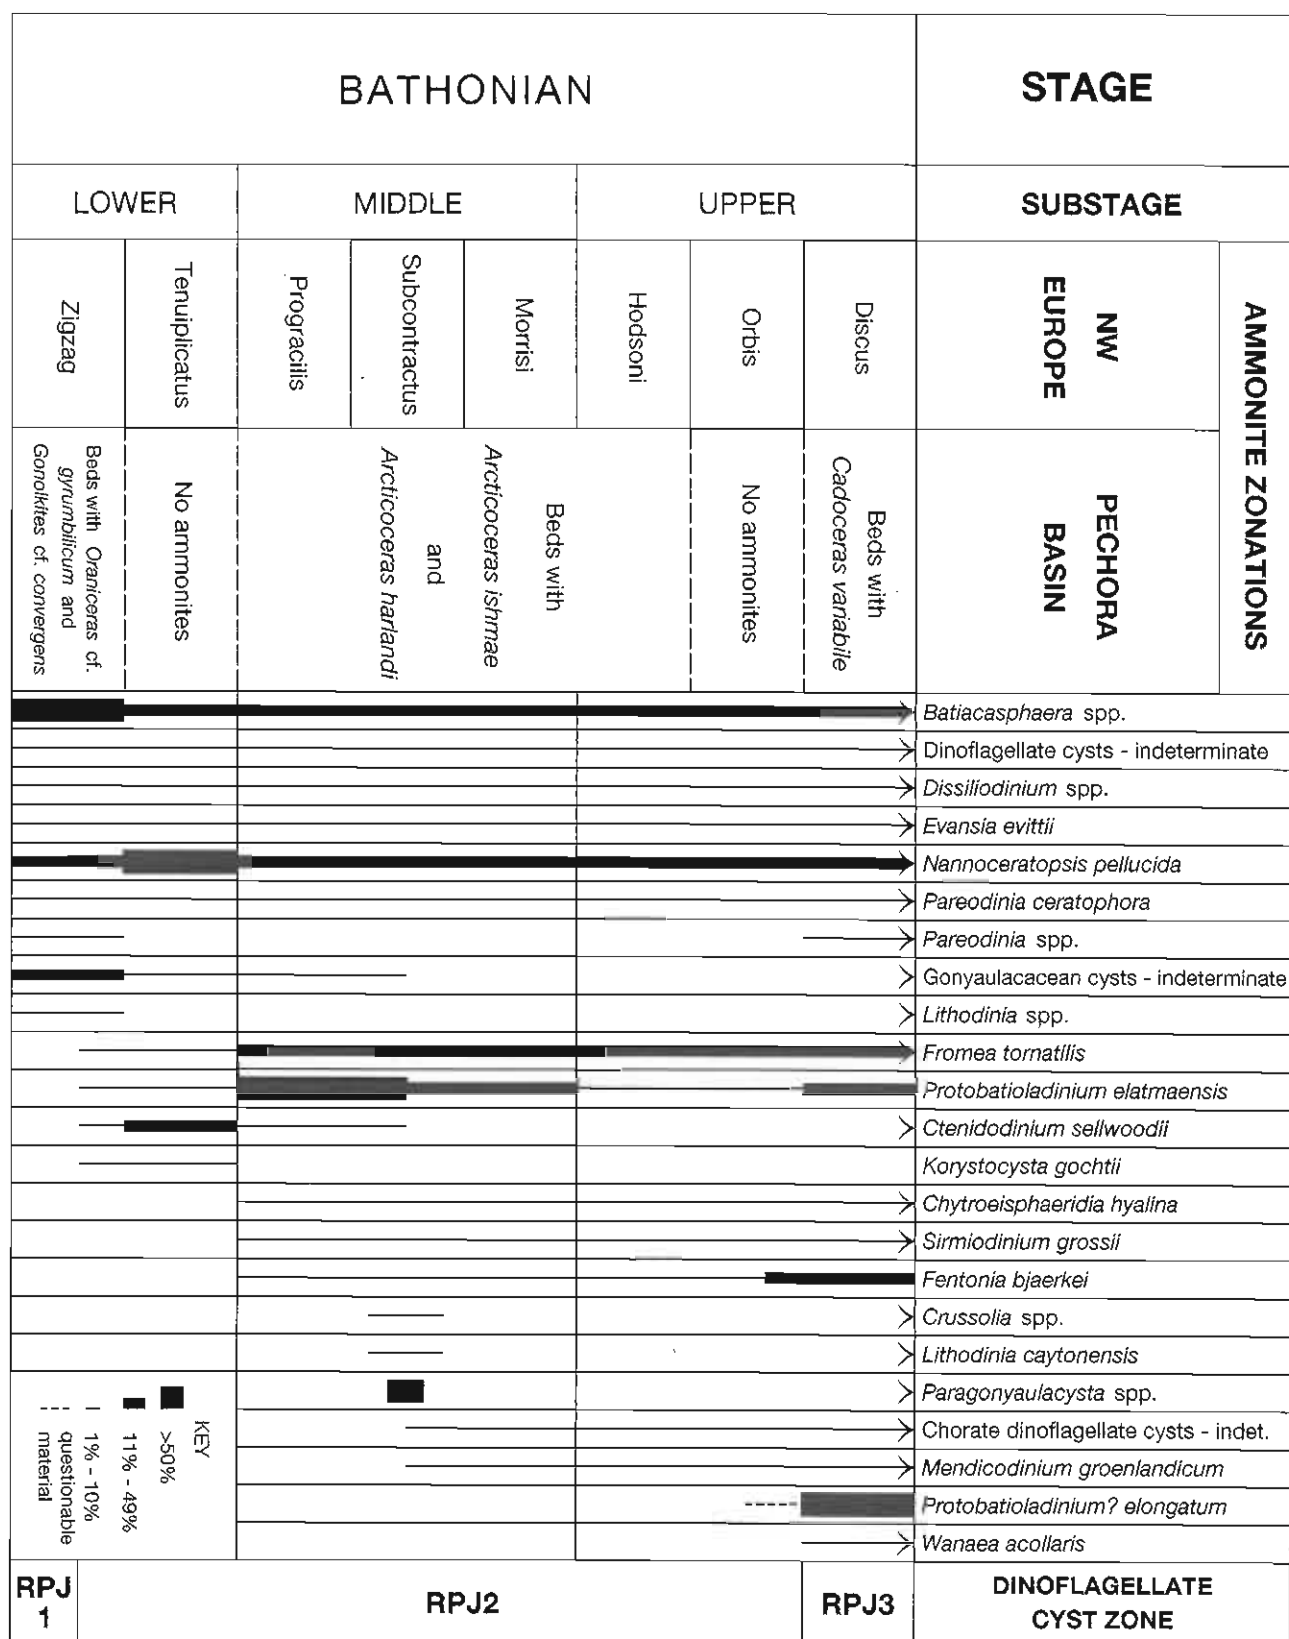 BATHONIAN
STAGE
LOWER
MIDDLE
UPPER
SUBSTAGE
Zigzag
Tenuiplicatus
Progracilis
Subcontractus
Morrisi
Hodsoni
Orbis
Discus
NW
EUROPE
AMMONITE ZONATIONS
Beds with Oraniceras cf.
gyrumbilicum and
Gonolkites cf. convergens
No ammonites
Beds with
Arcticoceras ishmae
and
Arcticoceras harlandi
No ammonites
Beds with
Cadoceras variabile
PECHORA
BASIN
Batiacasphaera spp.
Dinoflagellate cysts - indeterminate
Dissiliodinium spp.
Evansia evittii
Nannoceratopsis pellucida
Pareodinia ceratophora
Pareodinia spp.
Gonyaulacacean cysts - indeterminate
Lithodinia spp.
Fromea tornatilis
Protobatioladinium elatmaensis
Ctenidodinium sellwoodii
Korystocysta gochtii
Chytroeisphaeridia hyalina
Sirmiodinium grossii
Fentonia bjaerkei
Crussolia spp.
Lithodinia caytonensis
Paragonyaulacysta spp.
Chorate dinoflagellate cysts - indet.
Mendicodinium groenlandicum
Protobatioladinium? elongatum
Wanaea acollaris
KEY
>50%
11% - 49%
1% - 10%
questionable
material
RPJ
1
RPJ2
RPJ3
DINOFLAGELLATE
CYST ZONE